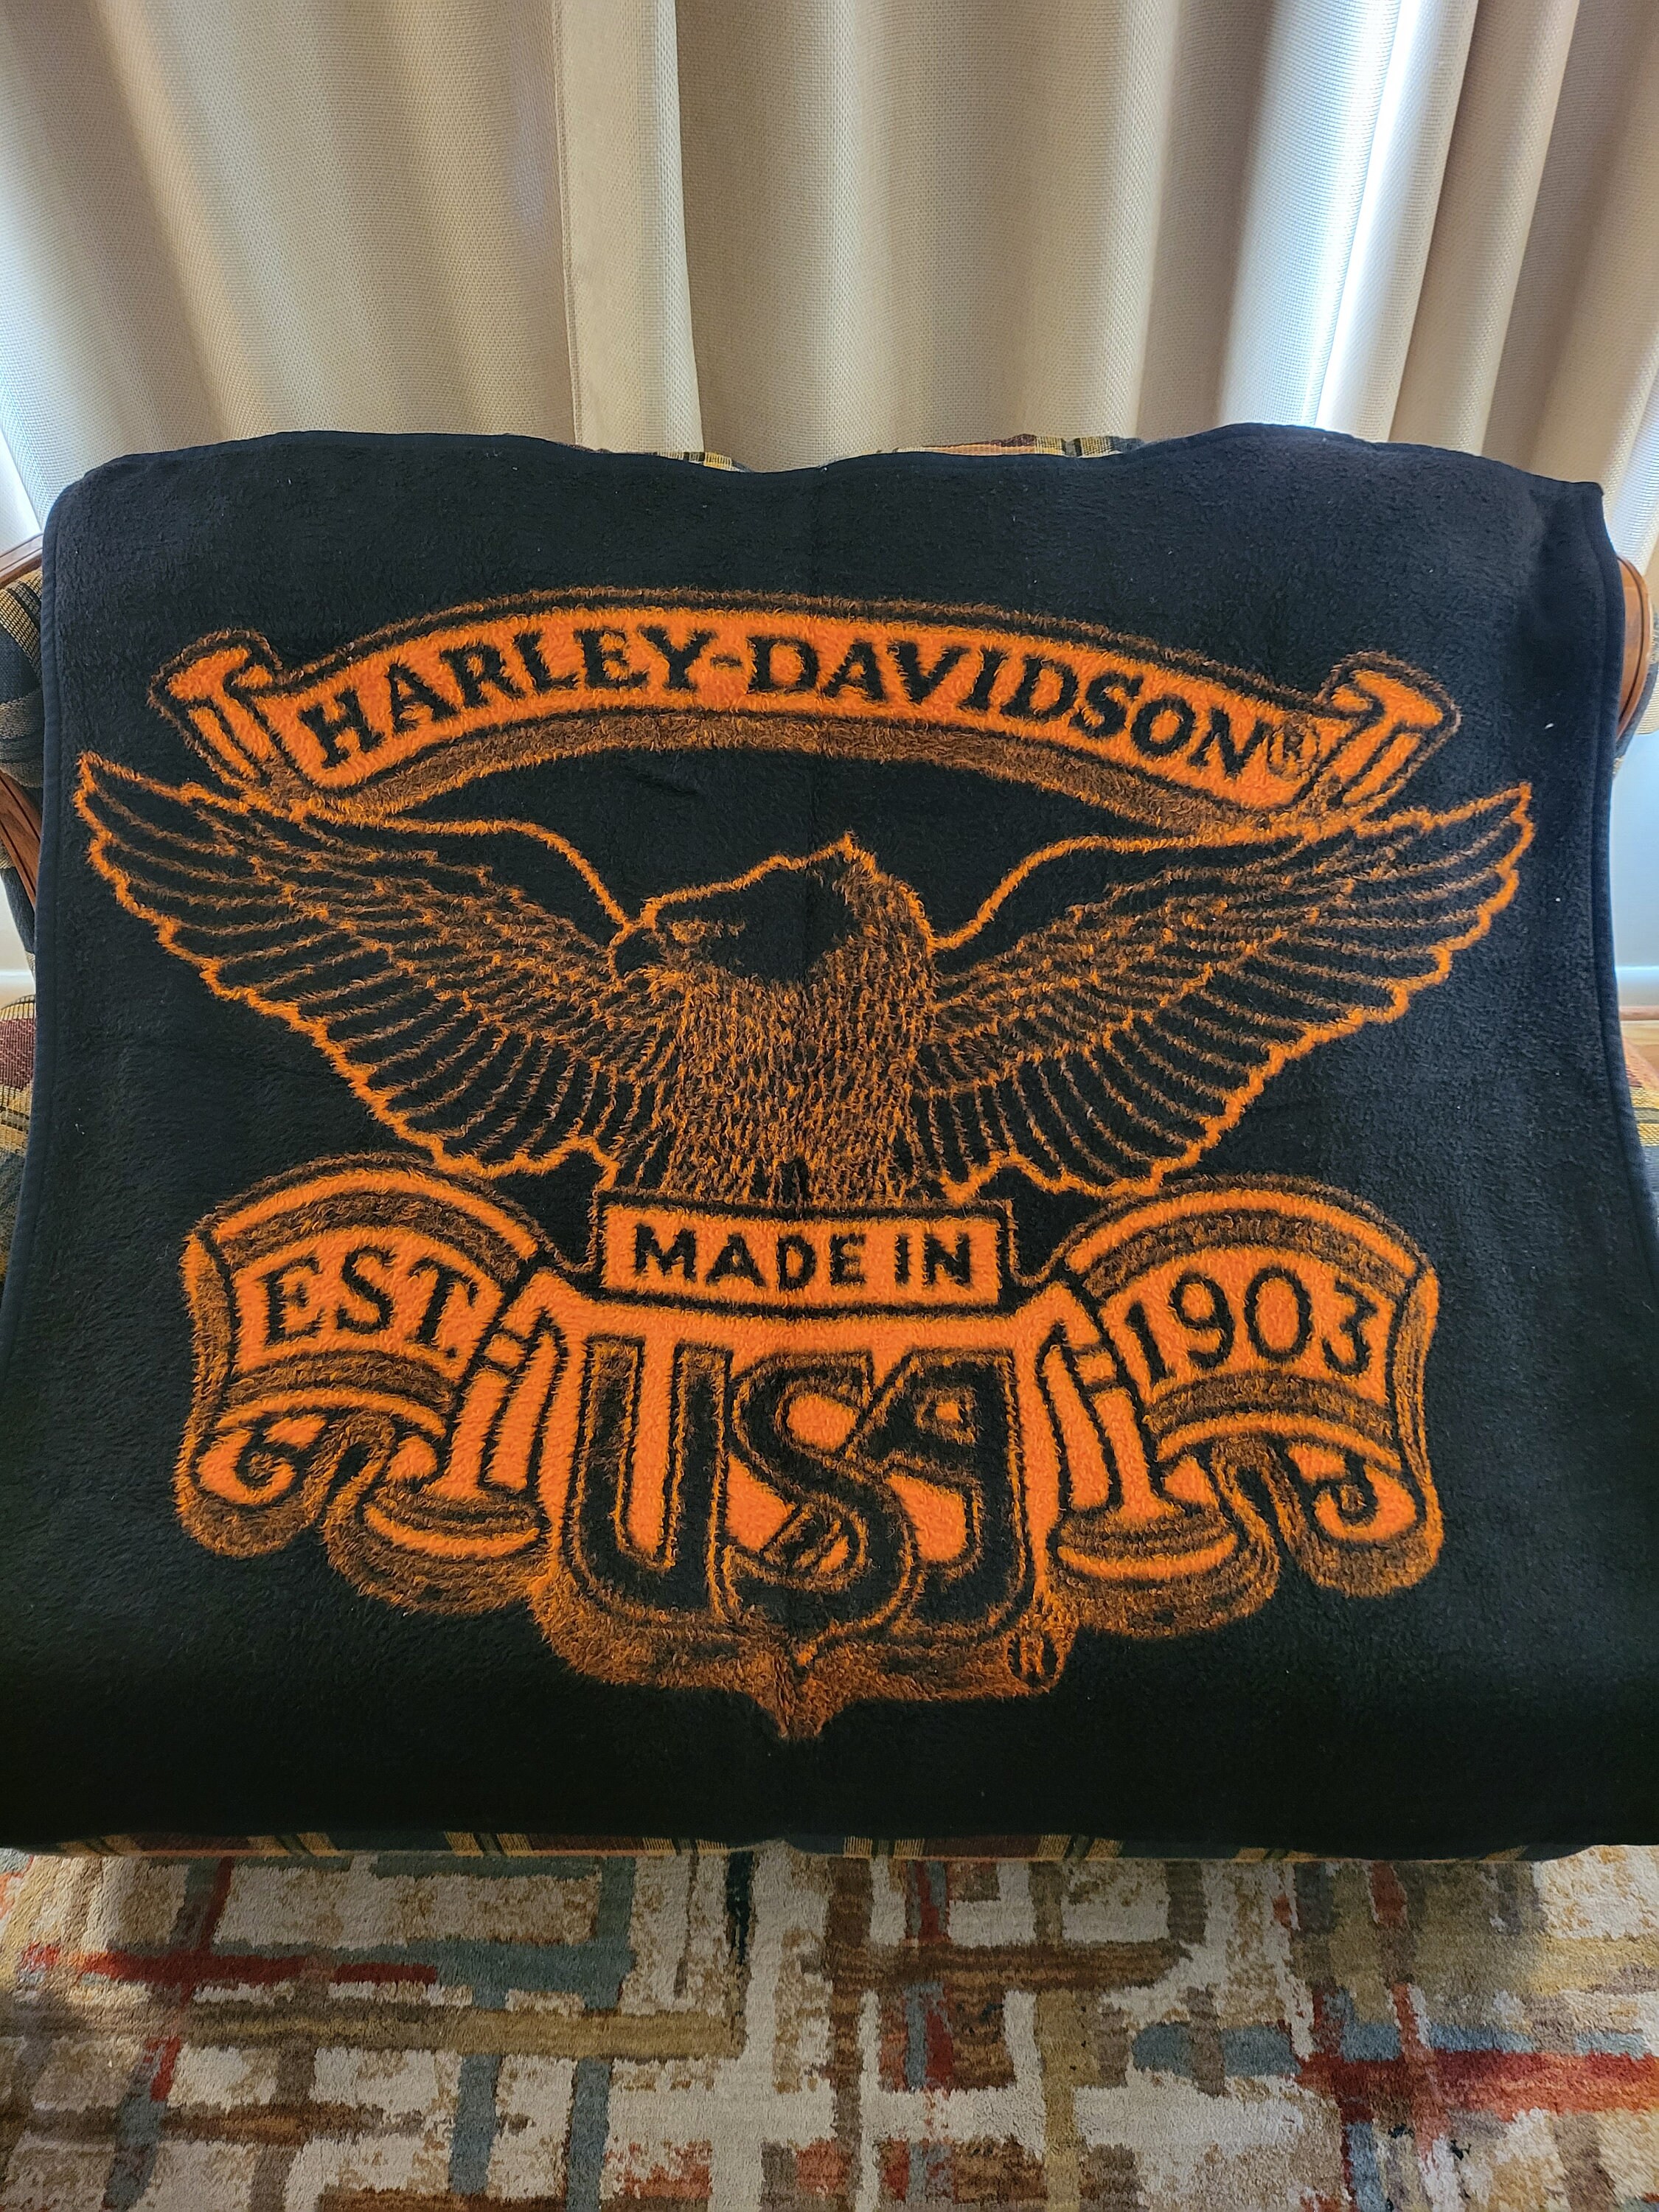 HARLEY-DAVIDSON®
MADE IN
EST.
1903
USA